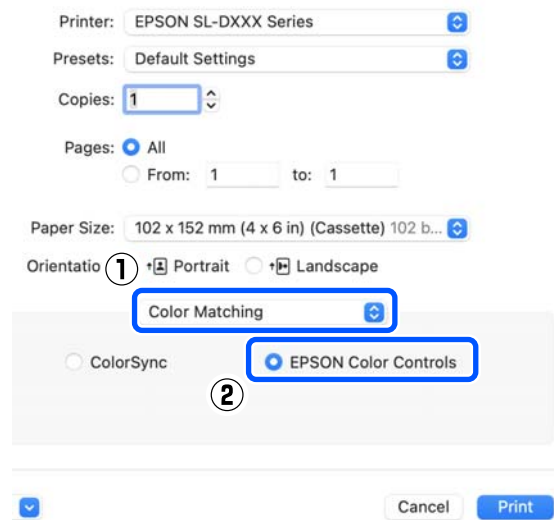 Printer: EPSON SL-DXXX Series
Presets: Default Settings
Copies: 1
Pages: All
From: 1 to: 1
Paper Size: 102 x 152 mm (4 x 6 in) (Cassette) 102 b...
Orientatio ① Portrait Landscape
Color Matching
ColorSync EPSON Color Controls
②
Cancel Print